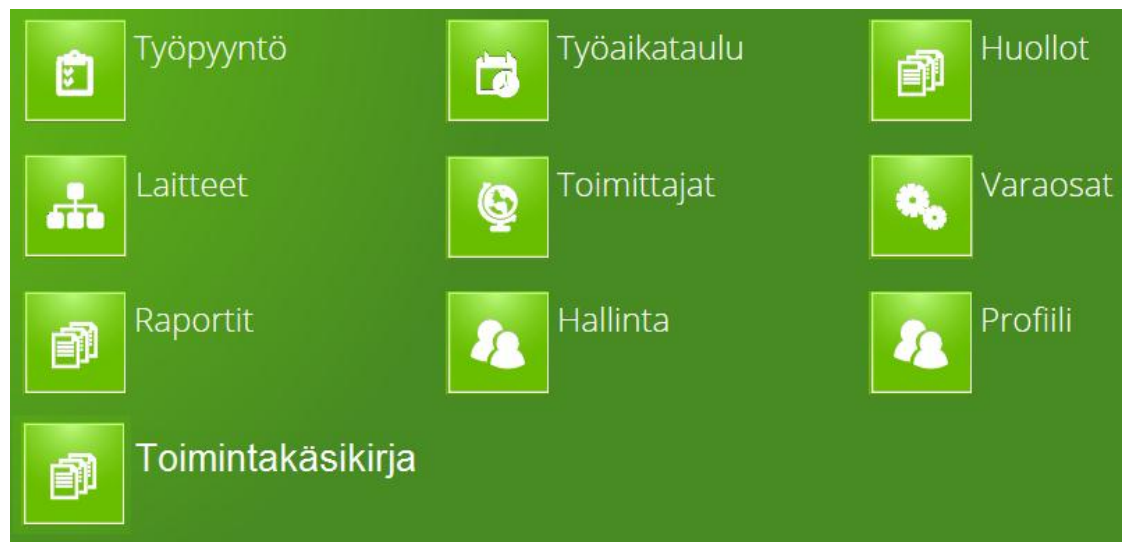 Työpyyntö
Työaikataulu
Huollot
Laitteet
Toimittajat
Varaosat
Raportit
Hallinta
Profiili
Toimintakäsikirja